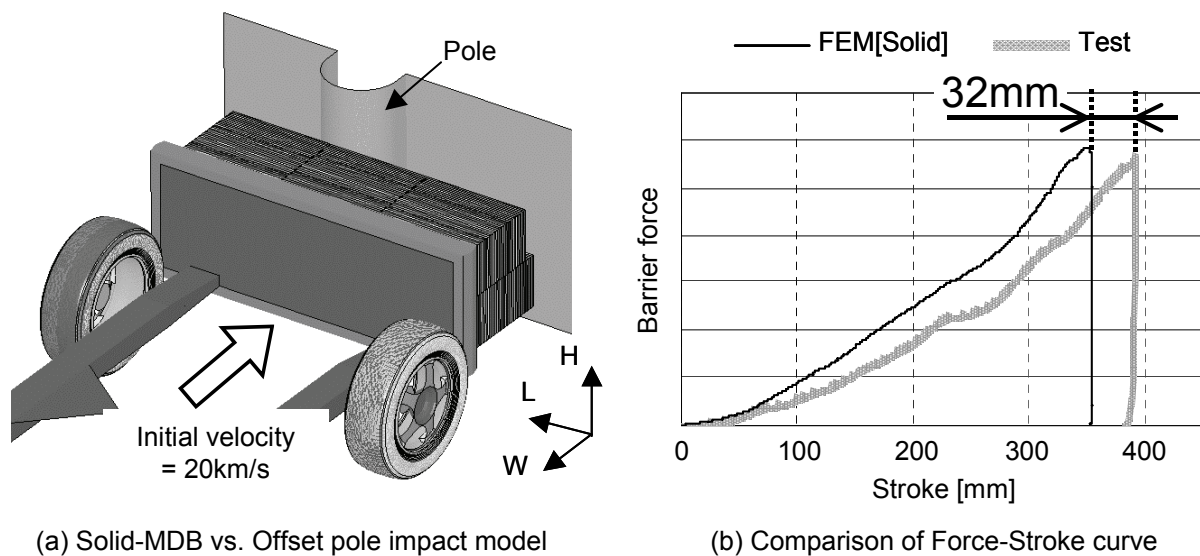 Pole
Initial velocity
= 20km/s
H
L
W
(a) Solid-MDB vs. Offset pole impact model
FEM[Solid]
Test
32mm
Barrier force
0 100 200 300 400
Stroke [mm]
(b) Comparison of Force-Stroke curve